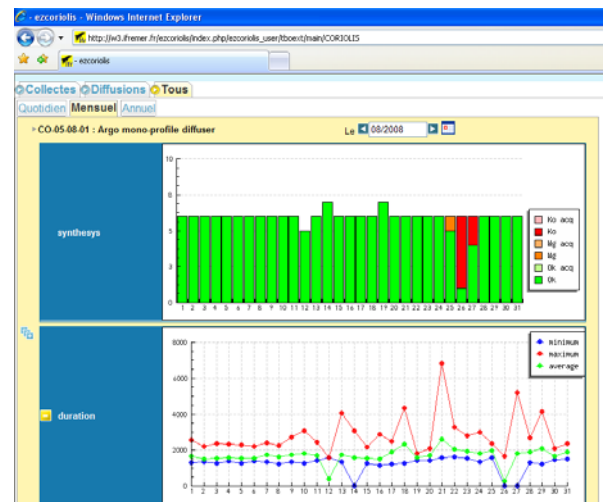 - ezcoriolis - Windows Internet Explorer
http://w3.ifremer.fr/ezcoriolis/index.php/ezcoriolis_user/tboext/main/CORIOLIS
- ezcoriolis
Collectes Diffusions Tous
Quotidien Mensuel Annuel
CO-05-08-01 : Argo mono-profile diffuser Le 08/2008
synthesys
10
8
5
3
0
1 2 3 4 5 6 7 8 9 10 11 12 13 14 15 16 17 18 19 20 21 22 23 24 25 26 27 28 29 30 31
Ko acq
Ko
Wg acq
Wg
Ok acq
Ok
duration
8000
6000
4000
2000
0
1 2 3 4 5 6 7 8 9 10 11 12 13 14 15 16 17 18 19 20 21 22 23 24 25 26 27 28 29 30 31
minimum
maximum
average